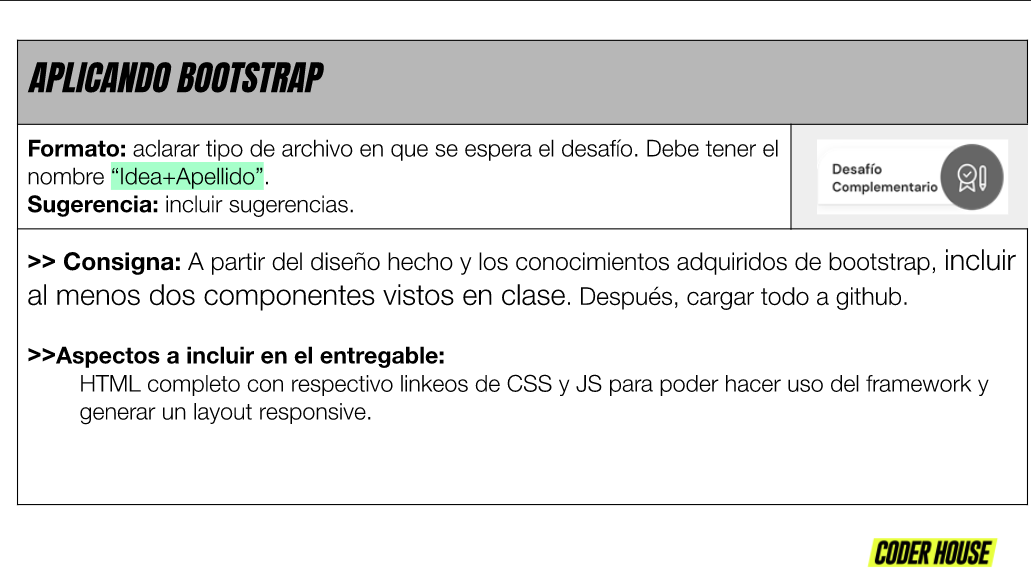 APLICANDO BOOTSTRAP
Formato: aclarar tipo de archivo en que se espera el desafío. Debe tener el
nombre “Idea+Apellido”.
Sugerencia: incluir sugerencias.
Desafío
Complementario
>> Consigna: A partir del diseño hecho y los conocimientos adquiridos de bootstrap, incluir
al menos dos componentes vistos en clase. Después, cargar todo a github.
>>Aspectos a incluir en el entregable:
HTML completo con respectivo linkeos de CSS y JS para poder hacer uso del framework y
generar un layout responsive.
CODER HOUSE